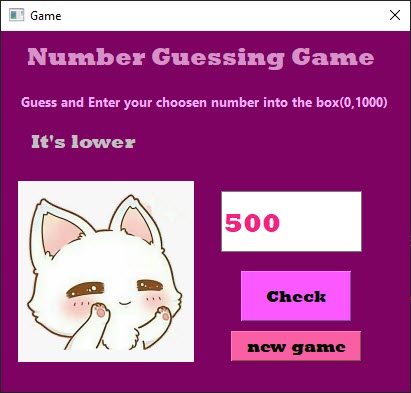 Game
Number Guessing Game
Guess and Enter your choosen number into the box(0,1000)
It's lower
500
Check
new game